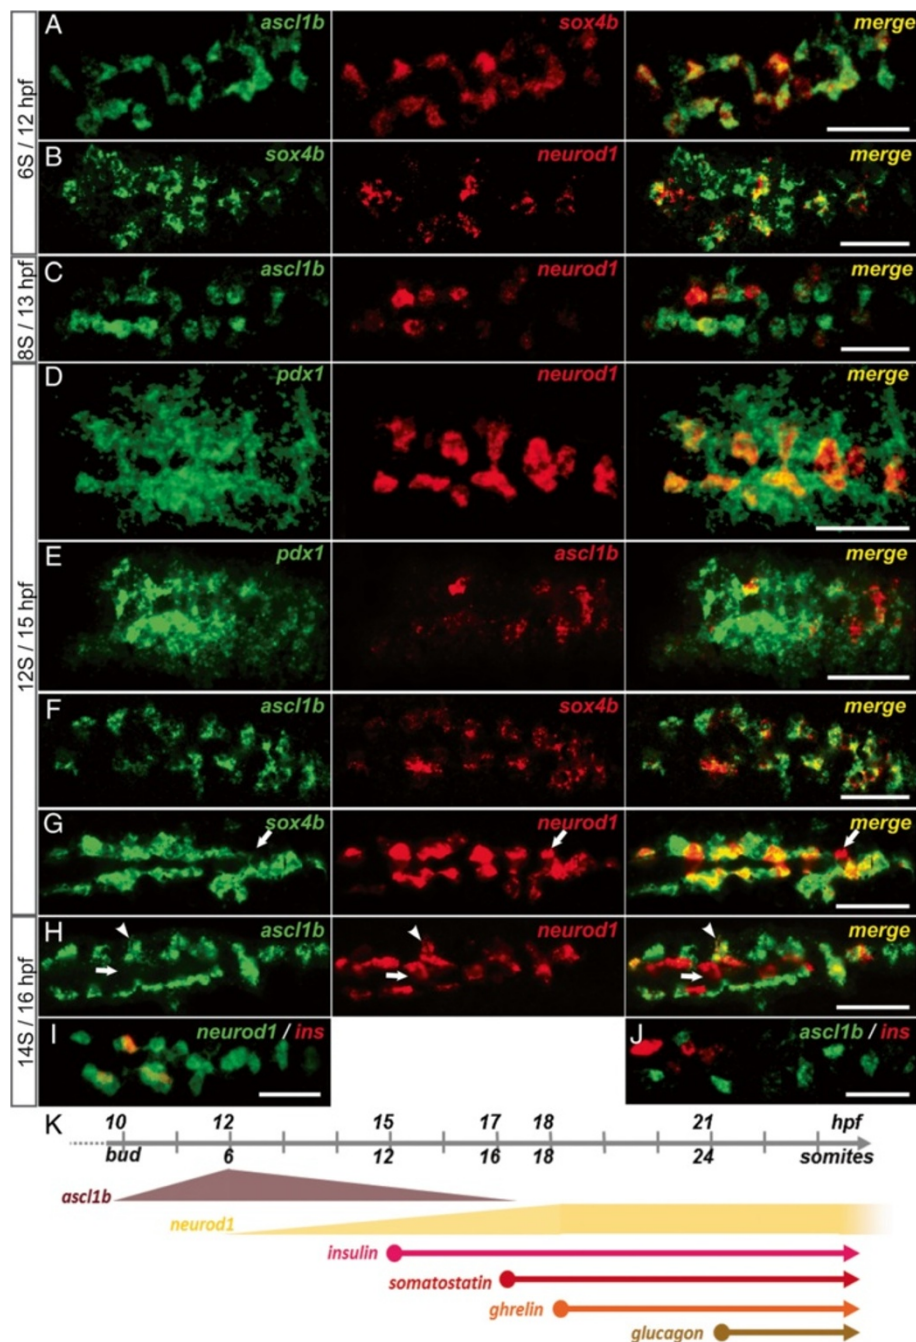 6S / 12 hpf
A ascl1b sox4b merge
B sox4b neurod1 merge
8S / 13 hpf
C ascl1b neurod1 merge
12S / 15 hpf
D pdx1 neurod1 merge
E pdx1 ascl1b merge
F ascl1b sox4b merge
G sox4b neurod1 merge
14S / 16 hpf
H ascl1b neurod1 merge
I neurod1 / ins J ascl1b / ins
K 10 12 15 17 18 21 hpf
bud 6 12 16 18 24 somites
ascl1b
neurod1
insulin
somatostatin
ghrelin
glucagon